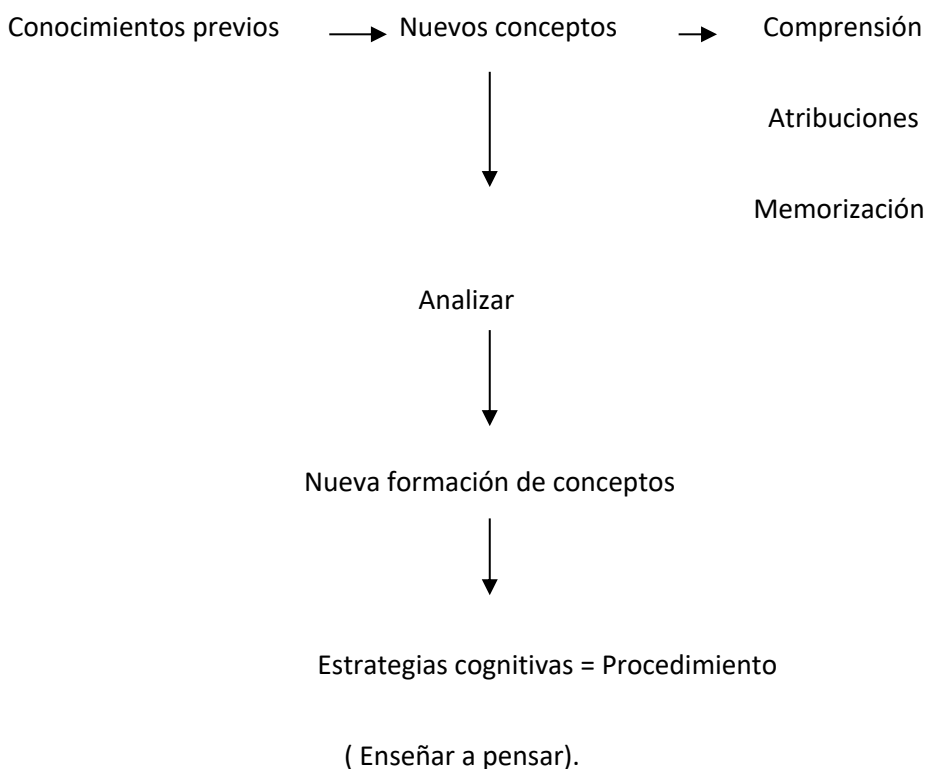 Conocimientos previos Nuevos conceptos Comprensión
Atribuciones
Memorización
Analizar
Nueva formación de conceptos
Estrategias cognitivas = Procedimiento
( Enseñar a pensar).